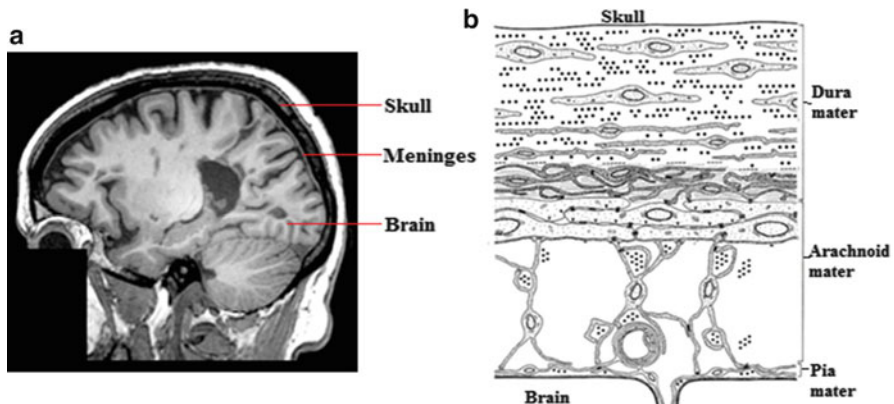 a
Skull
Meninges
Brain
b
Skull
Dura
mater
Arachnoid
mater
Pia
mater
Brain